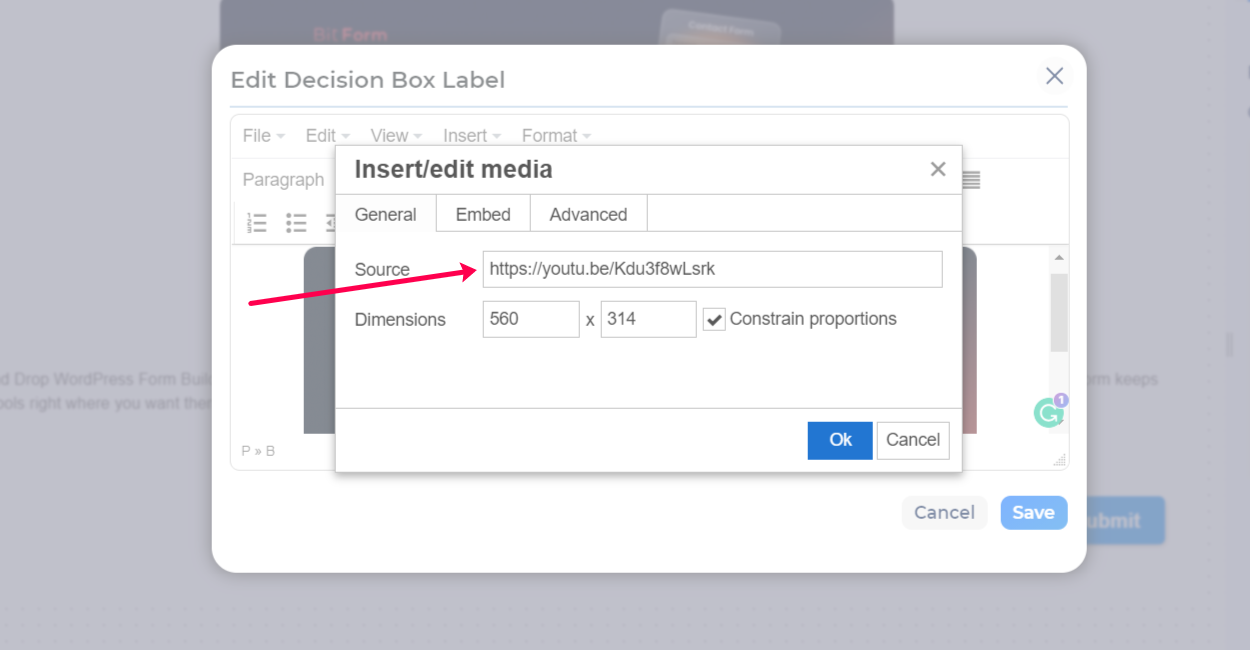 Bit Form
Contact Form
Edit Decision Box Label
File Edit View Insert Format
Paragraph
Insert/edit media
General Embed Advanced
Source https://youtu.be/Kdu3f8wLsrk
Dimensions 560 x 314 Constrain proportions
d Drop WordPress Form Buil
rm keeps
ools right where you want ther
1
Ok Cancel
P » B
Cancel Save
ubmit